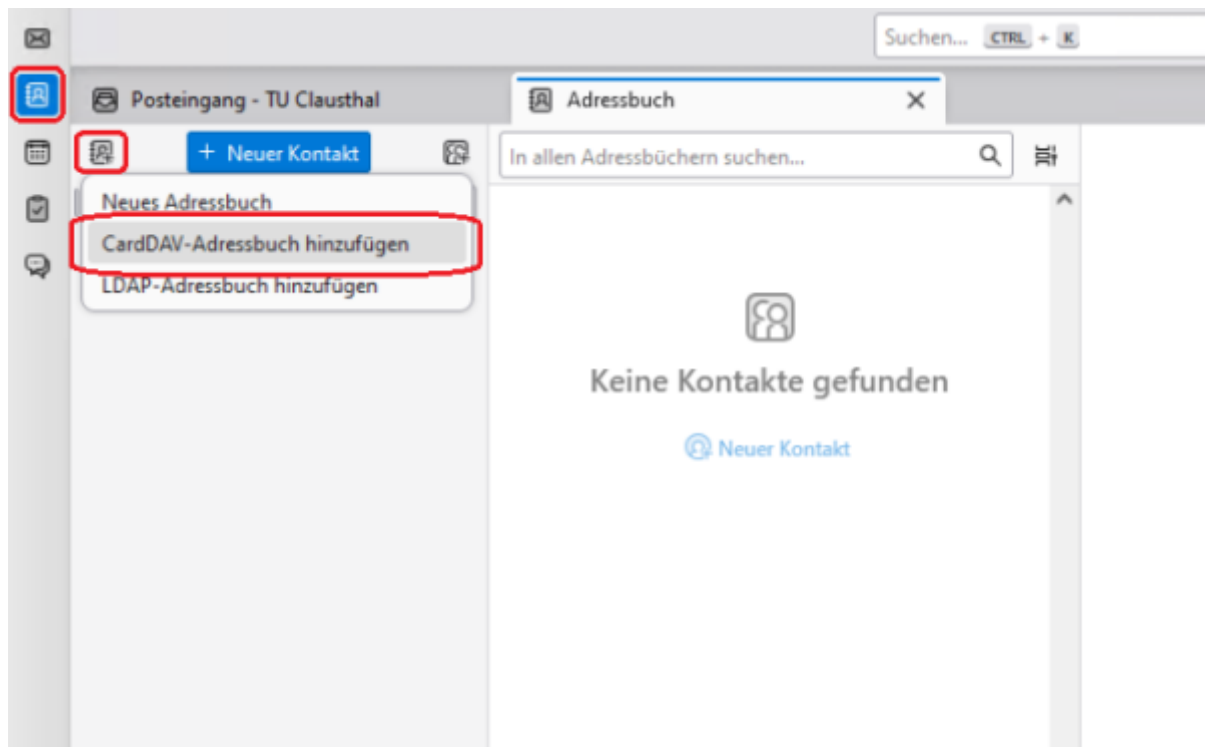 Suchen... CTRL + K
Posteingang - TU Clausthal
Adressbuch
+ Neuer Kontakt
In allen Adressbüchern suchen...
Neues Adressbuch
CardDAV-Adressbuch hinzufügen
LDAP-Adressbuch hinzufügen
Keine Kontakte gefunden
Neuer Kontakt